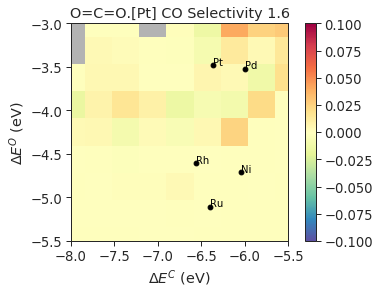 O=C=O.[Pt] CO Selectivity 1.6
−3.0
−3.5
−4.0
−4.5
−5.0
−5.5
ΔE^O (eV)
Pt
Pd
Rh
Ni
Ru
−8.0 −7.5 −7.0 −6.5 −6.0 −5.5
ΔE^C (eV)
0.100
0.075
0.050
0.025
0.000
−0.025
−0.050
−0.075
−0.100